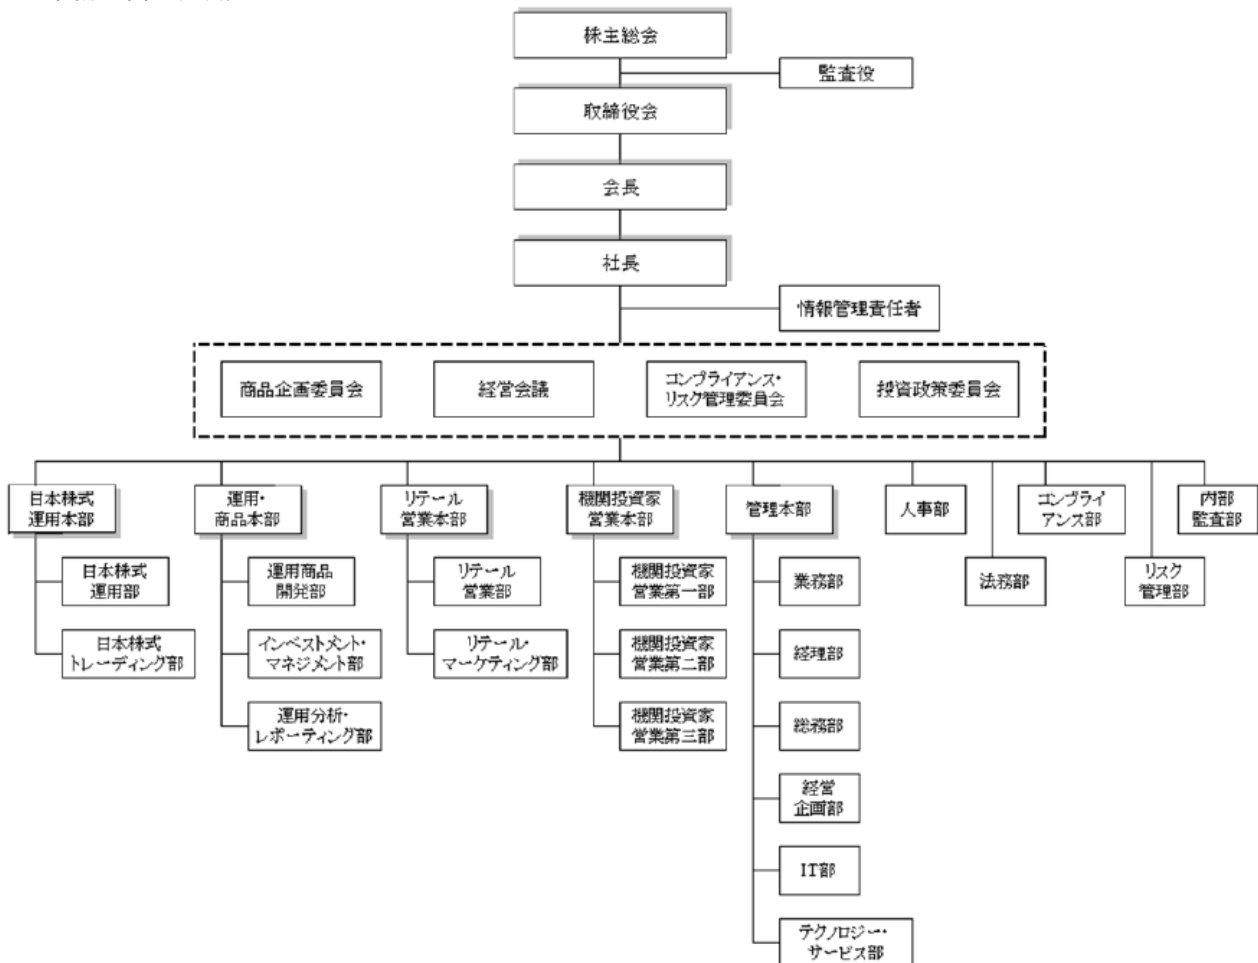 株主総会
監査役
取締役会
会長
社長
情報管理責任者
商品企画委員会
経営会議
コンプライアンス・
リスク管理委員会
投資政策委員会
日本株式
運用本部
運用・
商品本部
リテール
営業本部
機関投資家
営業本部
管理本部
人事部
コンプライ
アンス部
内部
監査部
日本株式
運用部
運用商品
開発部
リテール
営業部
機関投資家
営業第一部
業務部
法務部
リスク
管理部
日本株式
トレーディング部
インベストメント・
マネジメント部
リテール・
マーケティング部
機関投資家
営業第二部
経理部
運用分析・
レポーティング部
機関投資家
営業第三部
総務部
経営
企画部
IT部
テクノロジー・
サービス部